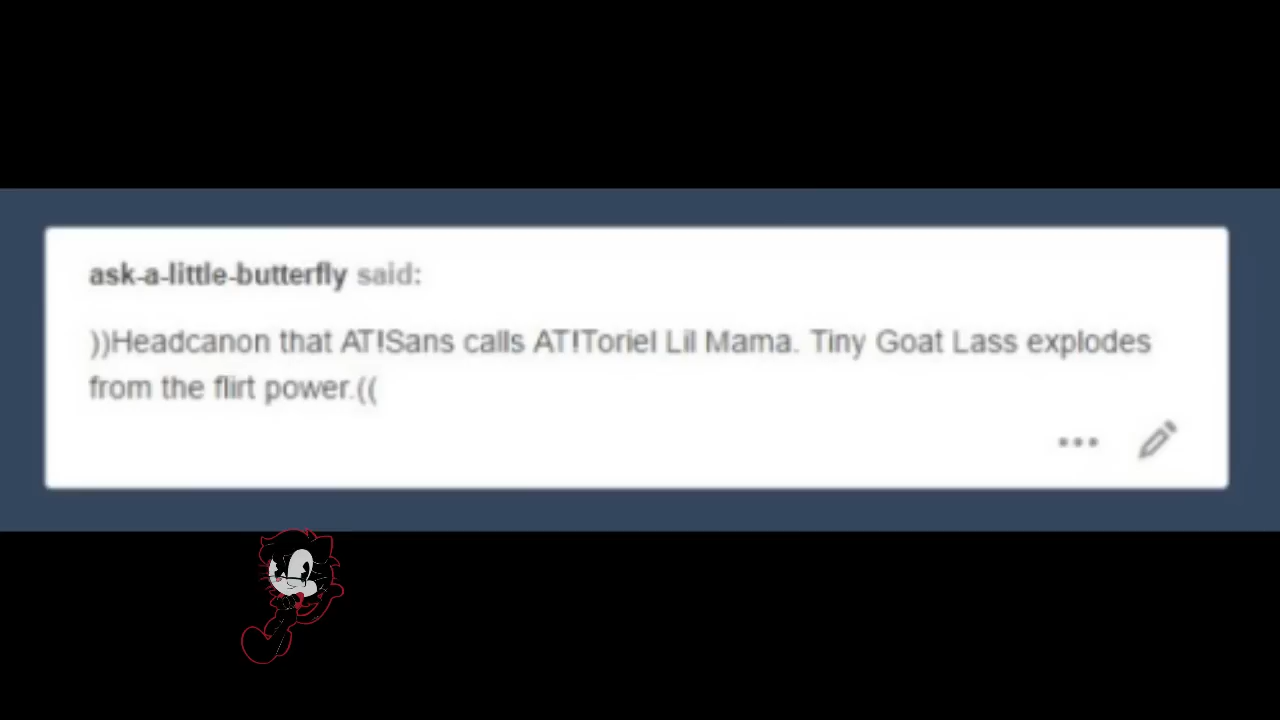 ask-a-little-butterfly said:
))Headcanon that AT!Sans calls AT!Toriel Lil Mama. Tiny Goat Lass explodes
from the flirt power.((